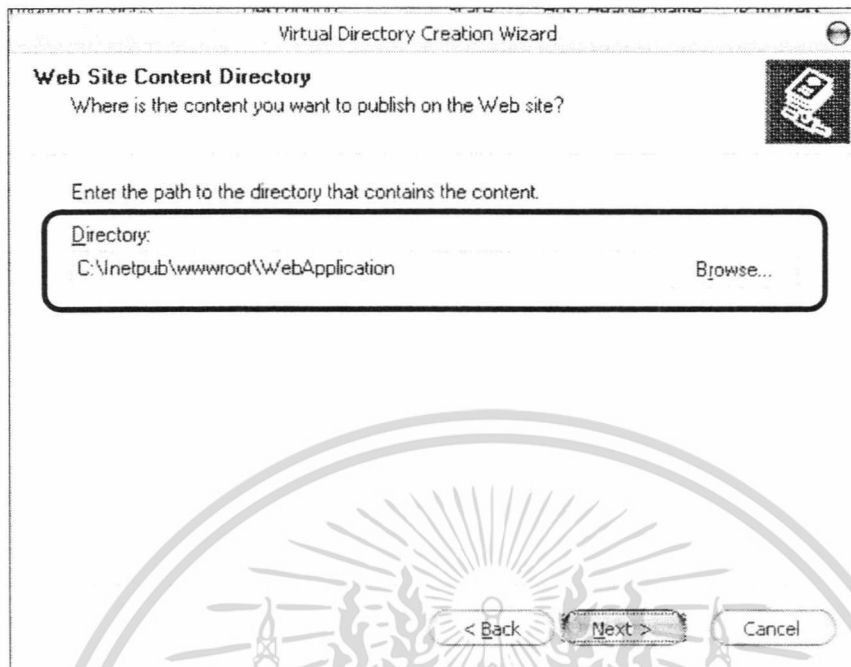 Virtual Directory Creation Wizard
Web Site Content Directory
Where is the content you want to publish on the Web site?
Enter the path to the directory that contains the content.
Directory:
C:\Inetpub\wwwroot\WebApplication
Browse...
< Back
Next >
Cancel